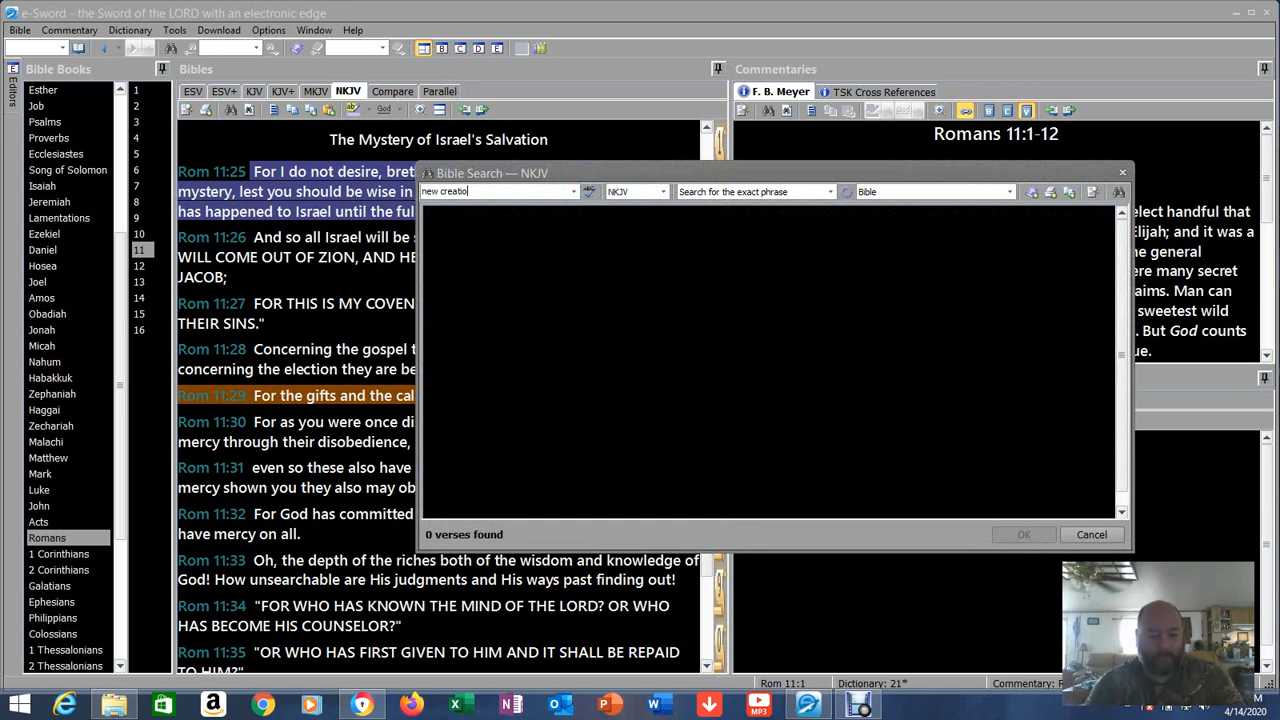 e-Sword - the Sword of the LORD with an electronic edge
Bible Commentary Dictionary Tools Download Options Window Help
B C D E
Editors
Bible Books
Esther
Job
Psalms
Proverbs
Ecclesiastes
Song of Solomon
Isaiah
Jeremiah
Lamentations
Ezekiel
Daniel
Hosea
Joel
Amos
Obadiah
Jonah
Micah
Nahum
Habakkuk
Zephaniah
Haggai
Zechariah
Malachi
Matthew
Mark
Luke
John
Acts
Romans
1 Corinthians
2 Corinthians
Galatians
Ephesians
Philippians
Colossians
1 Thessalonians
2 Thessalonians
1
2
3
4
5
6
7
8
9
10
11
12
13
14
15
16
Bibles
ESV ESV+ KJV KJV+ MKJV NKJV Compare Parallel
God
The Mystery of Israel's Salvation
Rom 11:25 For I do not desire, bret
mystery, lest you should be wise in
has happened to Israel until the ful
Rom 11:26 And so all Israel will be
WILL COME OUT OF ZION, AND HE
JACOB;
Rom 11:27 FOR THIS IS MY COVEN
THEIR SINS."
Rom 11:28 Concerning the gospel t
concerning the election they are be
Rom 11:29 For the gifts and the cal
Rom 11:30 For as you were once di
mercy through their disobedience,
Rom 11:31 even so these also have
mercy shown you they also may ob
Rom 11:32 For God has committed
have mercy on all.
Rom 11:33 Oh, the depth of the riches both of the wisdom and knowledge of
God! How unsearchable are His judgments and His ways past finding out!
Rom 11:34 "FOR WHO HAS KNOWN THE MIND OF THE LORD? OR WHO
HAS BECOME HIS COUNSELOR?"
Rom 11:35 "OR WHO HAS FIRST GIVEN TO HIM AND IT SHALL BE REPAID
TO HIM?"
Bible Search — NKJV
new creatio
NKJV
Search for the exact phrase
Bible
0 verses found
OK
Cancel
Commentaries
F. B. Meyer TSK Cross References
God B C V
Romans 11:1-12
elect handful that
Elijah; and it was a
he general
ere many secret
aims. Man can
sweetest wild
. But God counts
ue.
Rom 11:1
Dictionary: 21*
Commentary: R
4/14/2020